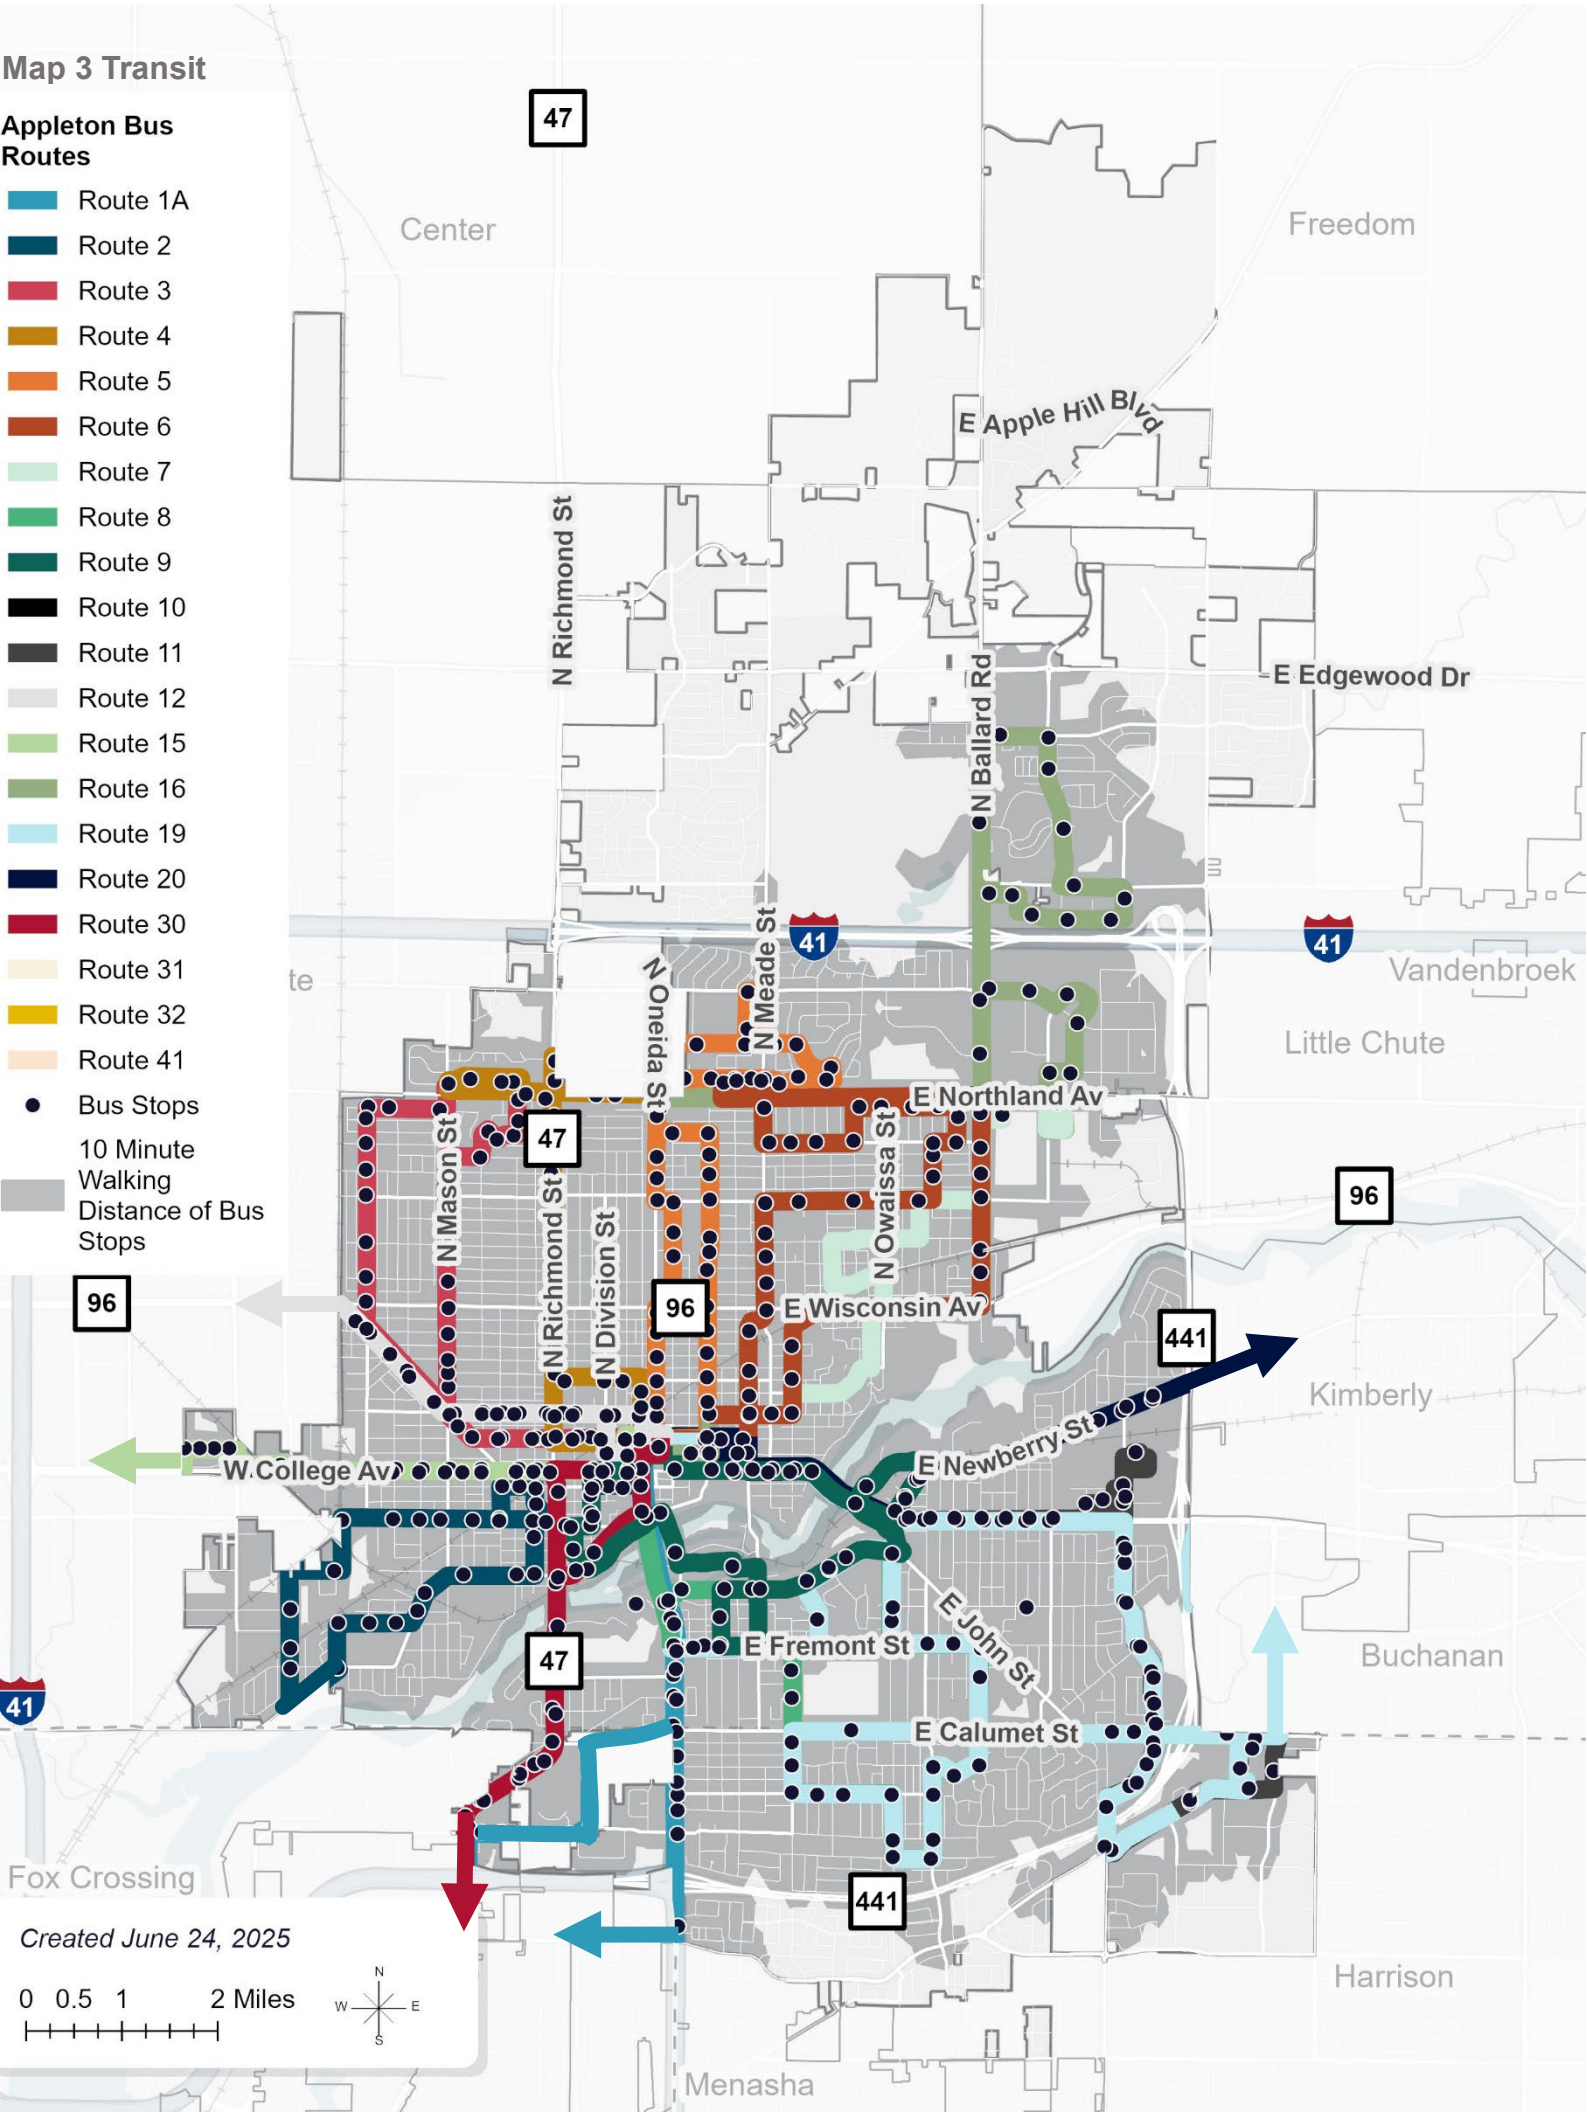 Map 3 Transit
Appleton Bus
Routes
Route 1A
Route 2
Route 3
Route 4
Route 5
Route 6
Route 7
Route 8
Route 9
Route 10
Route 11
Route 12
Route 15
Route 16
Route 19
Route 20
Route 30
Route 31
Route 32
Route 41
Bus Stops
10 Minute
Walking
Distance of Bus
Stops
47
Center
Freedom
E Apple Hill Blvd
N Richmond St
E Edgewood Dr
N Ballard Rd
N Meade St
41
41
Vandenbroek
te
N Oneida St
Little Chute
E Northland Av
47
N Mason St
N Owaissa St
96
N Richmond St
N Division St
96
96
E Wisconsin Av
441
Kimberly
E Newberry St
W College Av
E John St
47
E Fremont St
Buchanan
41
E Calumet St
Fox Crossing
441
Created June 24, 2025
0 0.5 1 2 Miles
N
W E
S
Harrison
Menasha